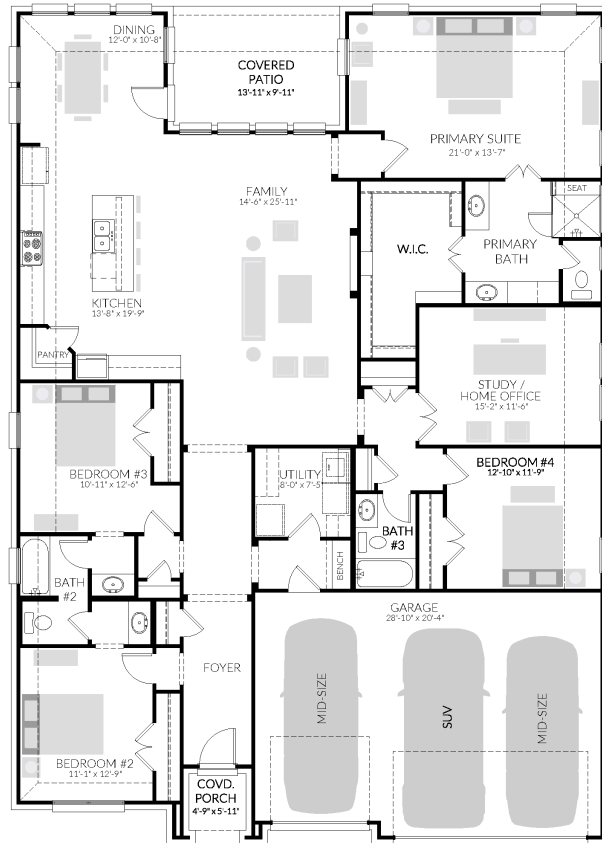 DINING
12'-0" x 10'-8"
COVERED
PATIO
13'-11" x 9'-11"
PRIMARY SUITE
21'-0" x 13'-7"
FAMILY
14'-6" x 25'-11"
SEAT
W.I.C.
PRIMARY
BATH
KITCHEN
13'-8" x 19'-9"
PANTRY
STUDY /
HOME OFFICE
15'-2" x 11'-6"
BEDROOM #3
10'-11" x 12'-6"
UTILITY
8'-0" x 7'-5"
BEDROOM #4
12'-10" x 11'-9"
BATH
#3
BENCH
BATH
#2
GARAGE
28'-10" x 20'-4"
FOYER
MID-SIZE
SUV
MID-SIZE
BEDROOM #2
11'-1" x 12'-9"
COVD.
PORCH
4'-9" x 5'-11"